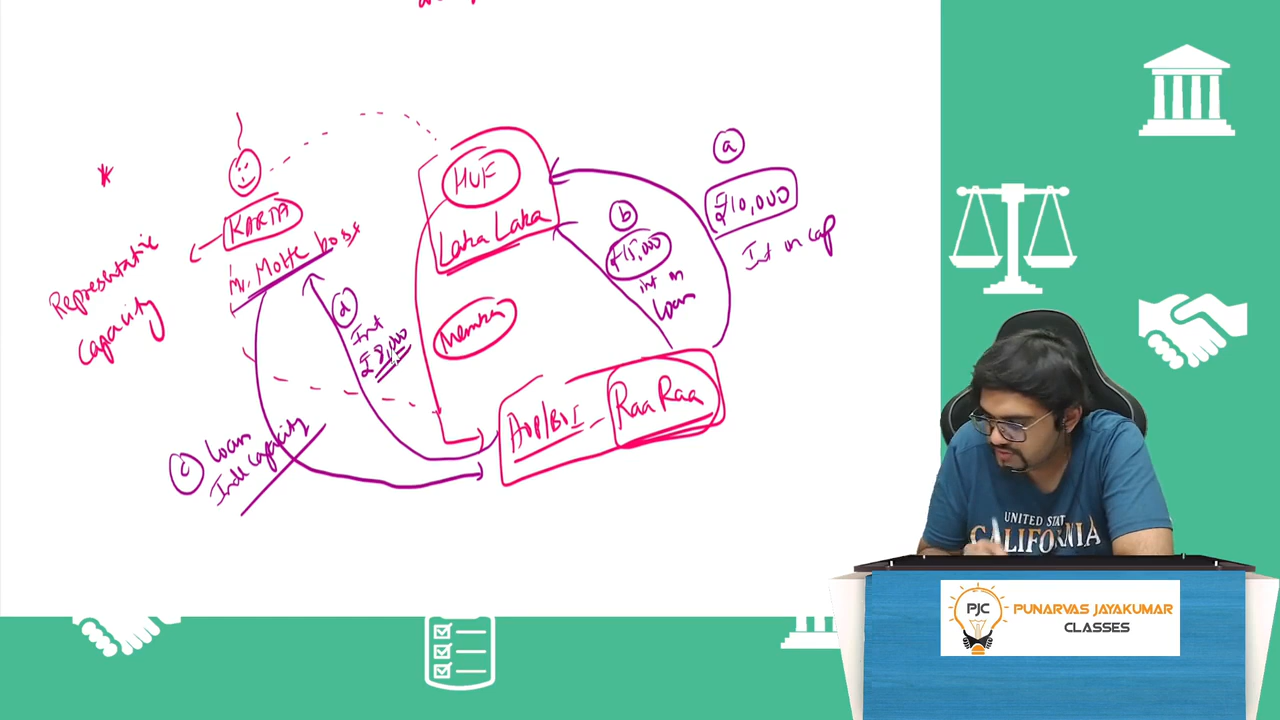 *
Representative
Capacity
KARTA
Mr. Motte boss
HUF
Laka Laka
Member
AOP/BOI - Raa Raa
a
₹10,000
Int on cap
b
₹15,000
int on
loan
c
Loan
Indl capacity
d
Int
₹ 8,000
UNITED STAT
CALIFORNIA
PJC
PUNARVAS JAYAKUMAR
CLASSES